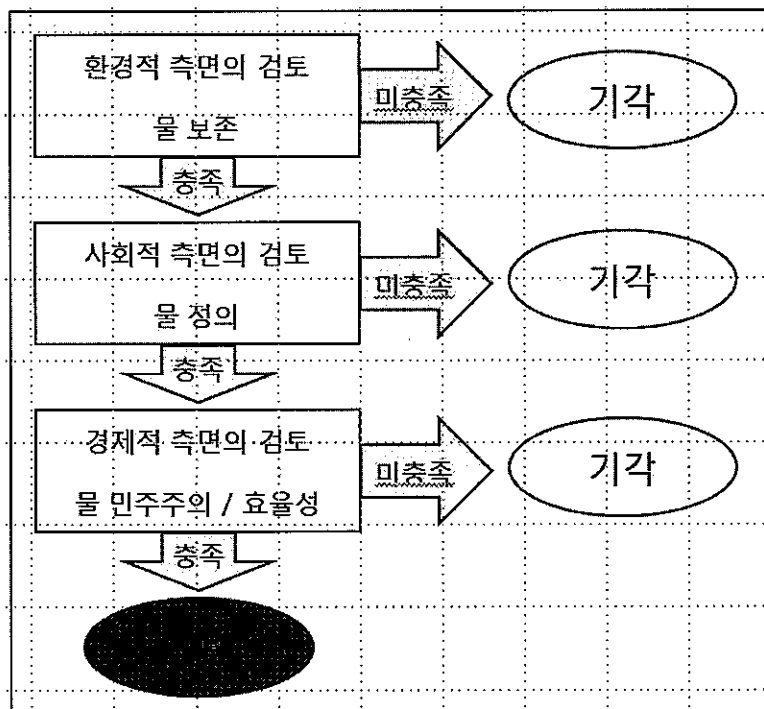 환경적 측면의 검토
물 보존
미충족
기각
충족
사회적 측면의 검토
물 정의
미충족
기각
충족
경제적 측면의 검토
물 민주주의 / 효율성
미충족
기각
충족